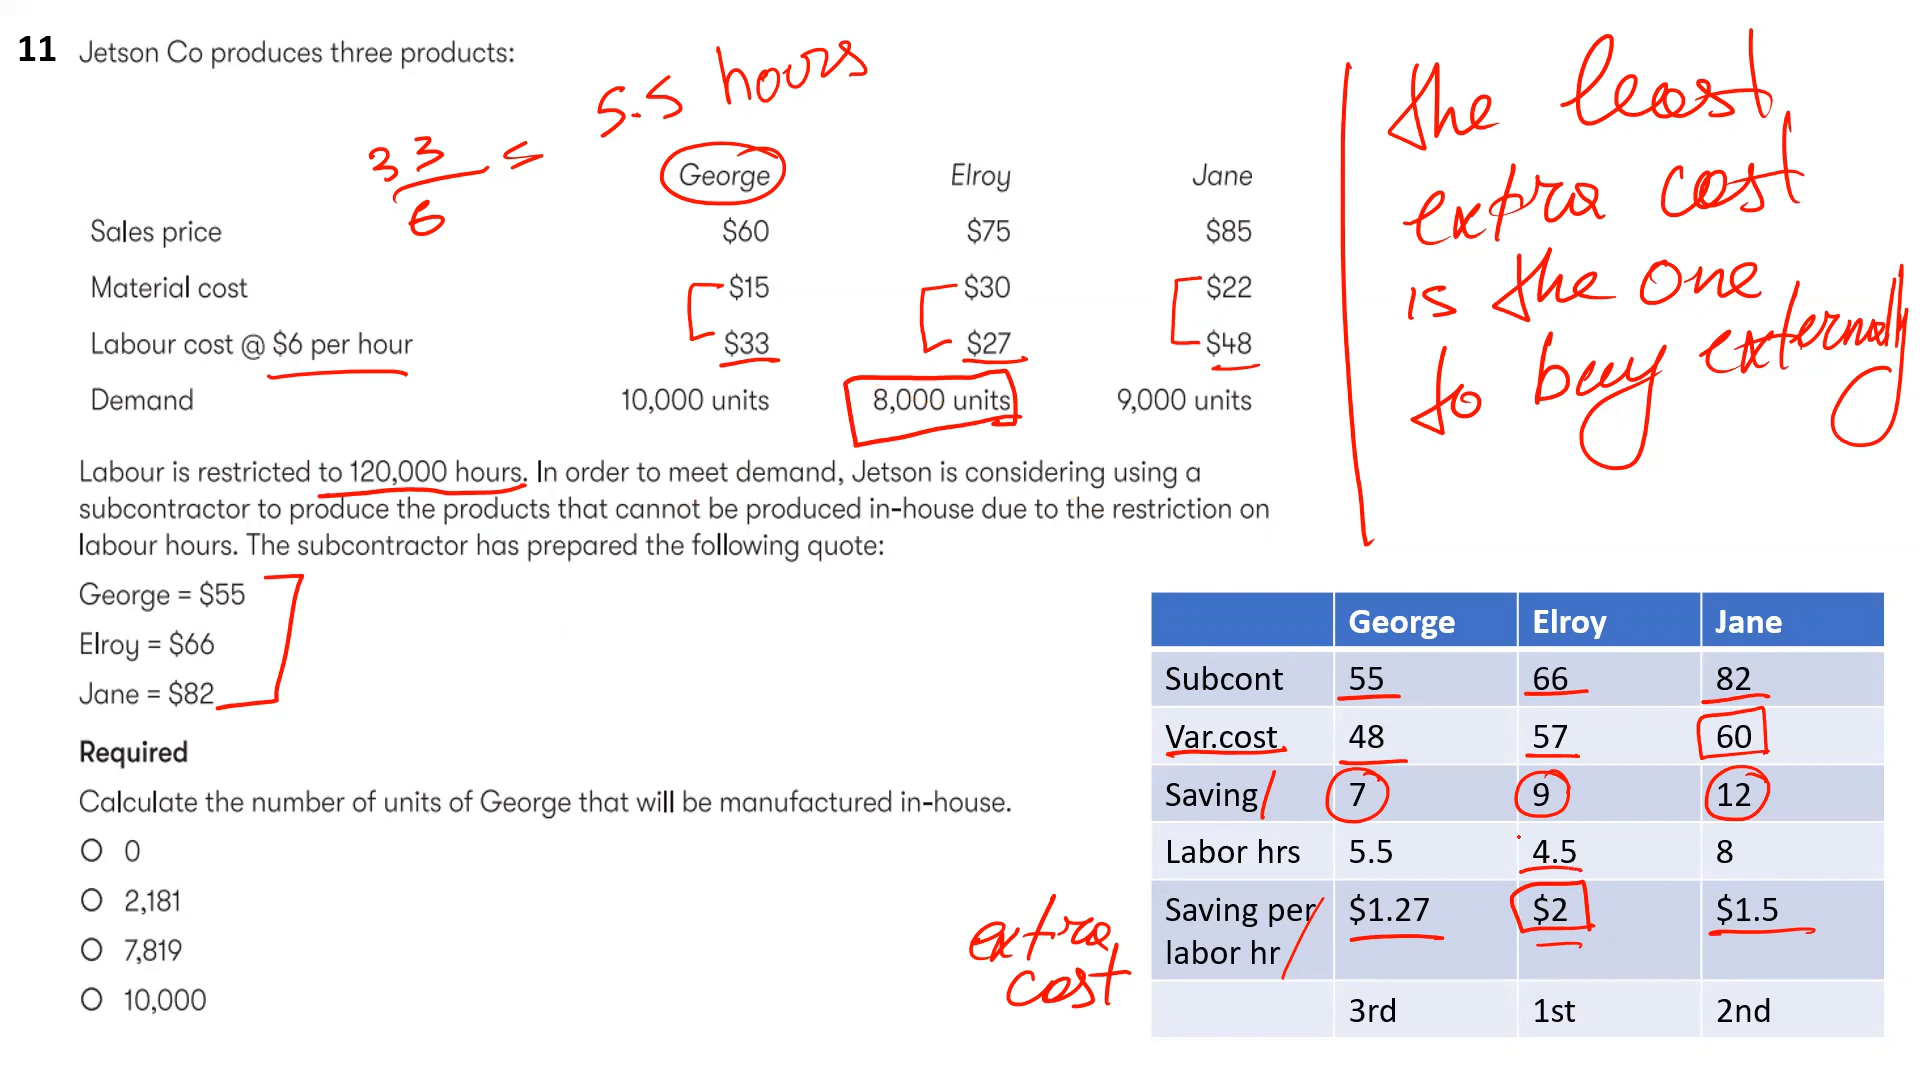 11 Jetson Co produces three products:
5.5 hours
33/6 =
George Elroy Jane
Sales price $60 $75 $85
Material cost $15 $30 $22
Labour cost @ $6 per hour $33 $27 $48
Demand 10,000 units 8,000 units 9,000 units
Labour is restricted to 120,000 hours. In order to meet demand, Jetson is considering using a
subcontractor to produce the products that cannot be produced in-house due to the restriction on
labour hours. The subcontractor has prepared the following quote:
George = $55
Elroy = $66
Jane = $82
Required
Calculate the number of units of George that will be manufactured in-house.
0
2,181
7,819
10,000
the least
extra cost
is the one
to buy externally
George Elroy Jane
Subcont 55 66 82
Var.cost 48 57 60
Saving 7 9 12
Labor hrs 5.5 4.5 8
Saving per $1.27 $2 $1.5
labor hr
3rd 1st 2nd
extra
cost